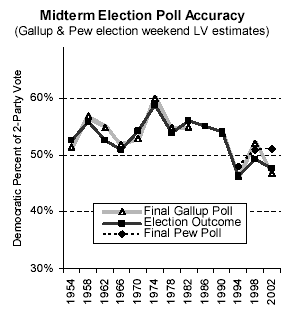 Midterm Election Poll Accuracy
(Gallup & Pew election weekend LV estimates)
Democratic Percent of 2-Party Vote
60%
50%
40%
30%
Final Gallup Poll
Election Outcome
Final Pew Poll
1954
1958
1962
1966
1970
1974
1978
1982
1986
1990
1994
1998
2002